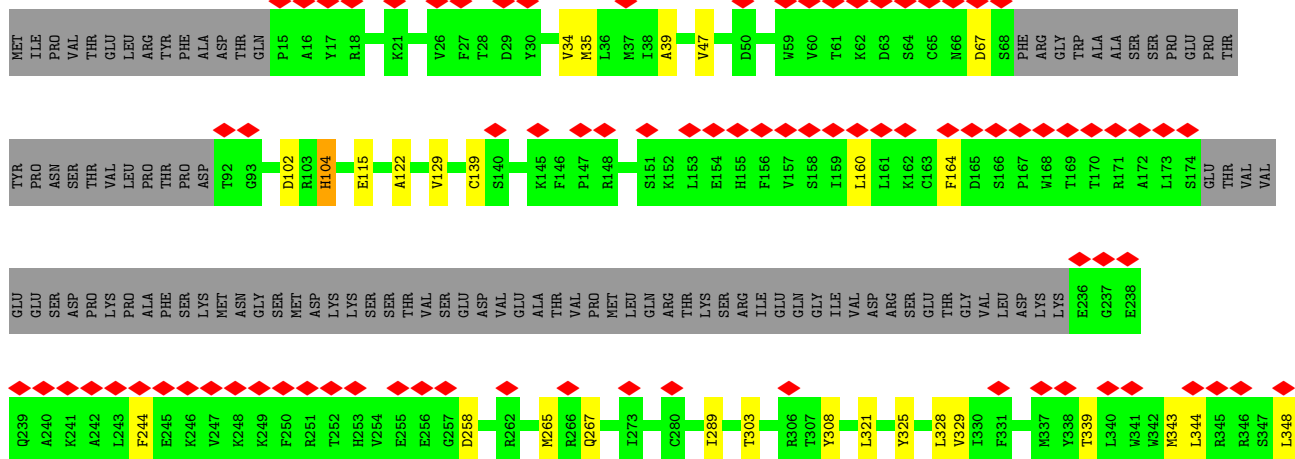 MET ILE PRO VAL THR GLU LEU ARG TYR PHE ALA ASP THR GLN P15 A16 Y17 R18 K21 V26 F27 T28 D29 Y30 V34 M35 L36 M37 I38 A39 V47 D50 W59 V60 T61 K62 D63 S64 C65 N66 D67 S68 PHE ARG GLY TRP ALA ALA SER SER PRO GLU PRO THR
TYR PRO ASN SER THR VAL LEU PRO THR PRO ASP T92 G93 D102 R103 H104 E115 A122 V129 C139 S140 K145 F146 P147 R148 S151 K152 L153 E154 H155 F156 V157 S158 I159 L160 L161 K162 C163 F164 D165 S166 P167 W168 T169 T170 R171 A172 L173 S174 GLU THR VAL VAL
GLU GLU SER ASP PRO LYS PRO ALA PHE SER LYS MET ASN GLY SER MET ASP LYS LYS SER SER THR VAL SER GLU ASP VAL GLU ALA THR VAL PRO MET LEU GLN ARG THR LYS SER ARG ILE GLU GLN GLY ILE VAL ASP ARG SER GLU THR GLY VAL LEU ASP LYS LYS E236 G237 E238
Q239 A240 K241 A242 L243 F244 E245 K246 V247 K248 K249 F250 R251 T252 H253 V254 E255 E256 G257 D258 R262 M265 R266 Q267 I273 C280 I289 T303 R306 T307 Y308 L321 Y325 L328 V329 I330 F331 M337 Y338 T339 L340 W341 W342 M343 L344 R345 R346 S347 L348